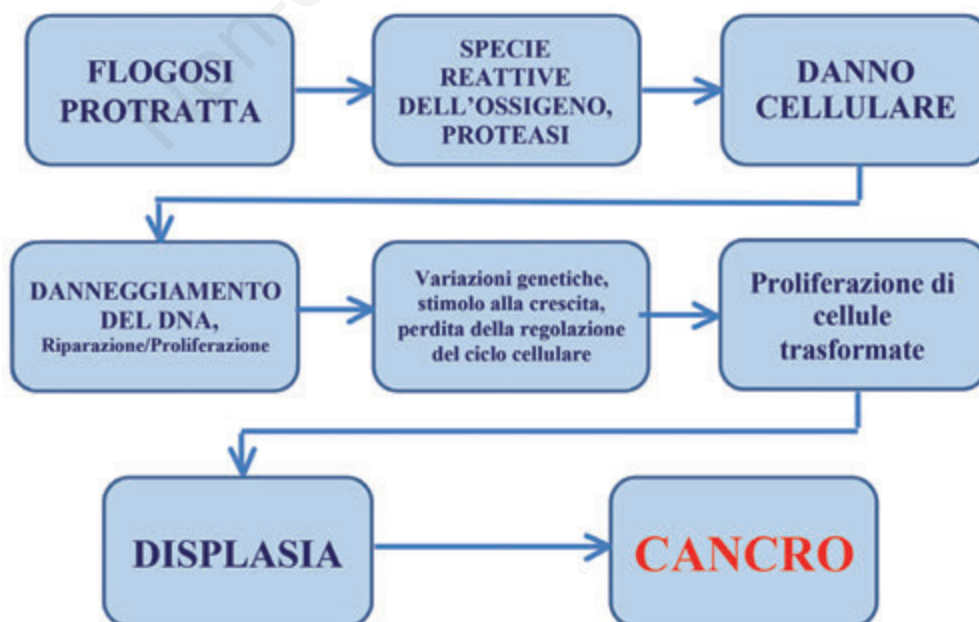 FLOGOSI
PROTRATTA
SPECIE
REATTIVE
DELL’OSSIGENO,
PROTEASI
DANNO
CELLULARE
DANNEGGIAMENTO
DEL DNA,
Riparazione/Proliferazione
Variazioni genetiche,
stimolo alla crescita,
perdita della regolazione
del ciclo cellulare
Proliferazione di
cellule
trasformate
DISPLASIA
CANCRO